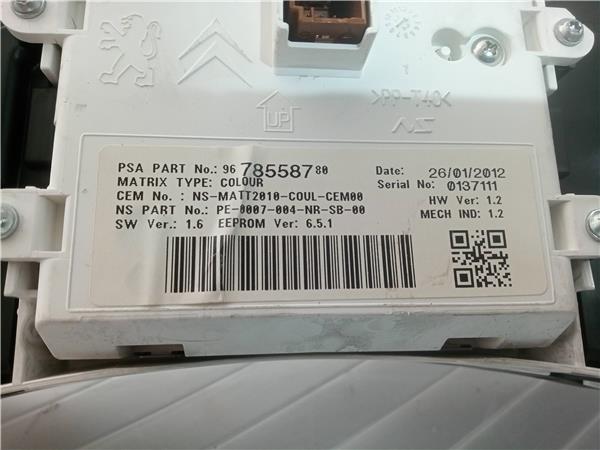 >PP-T40<
UP
PSA PART No.: 96 785587 80
MATRIX TYPE: COLOUR
CEM No. : NS-MATT2010-COUL-CEM00
NS PART No.: PE-0007-004-NR-SB-00
SW Ver.: 1.6 EEPROM Ver: 6.5.1
Date: 26/01/2012
Serial No: 0137111
HW Ver: 1.2
MECH IND: 1.2